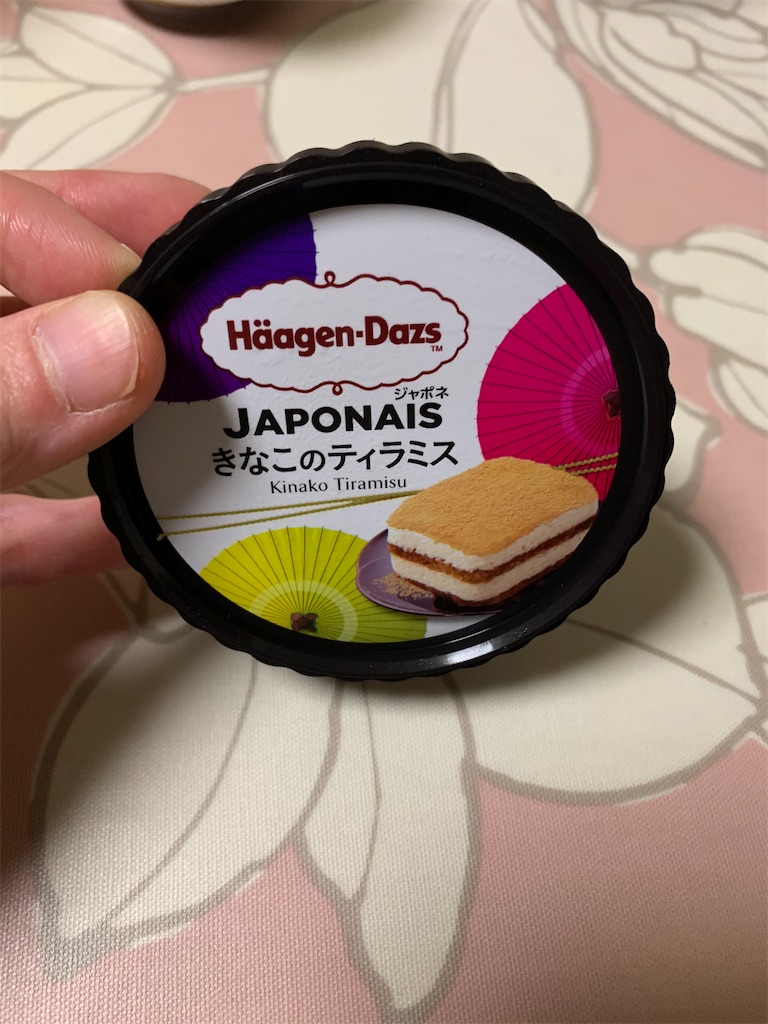 Häagen-Dazs
TM
ジャポネ
JAPONAIS
きなこのティラミス
Kinako Tiramisu